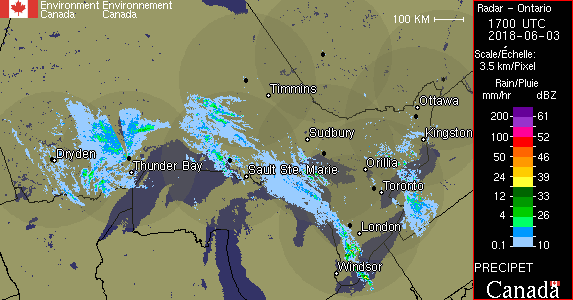 Environment Environnement
Canada Canada
100 KM
Timmins
Ottawa
Sudbury
Kingston
Dryden
Thunder Bay
Orillia
Sault Ste. Marie
Toronto
London
Windsor
Radar - Ontario
1700 UTC
2018-06-03
Scale/Échelle:
3.5 km/Pixel
Rain/Pluie
mm/hr dBZ
200 61
100 52
50 46
24 39
12 33
4 26
0.1 10
PRECIPET
Canada